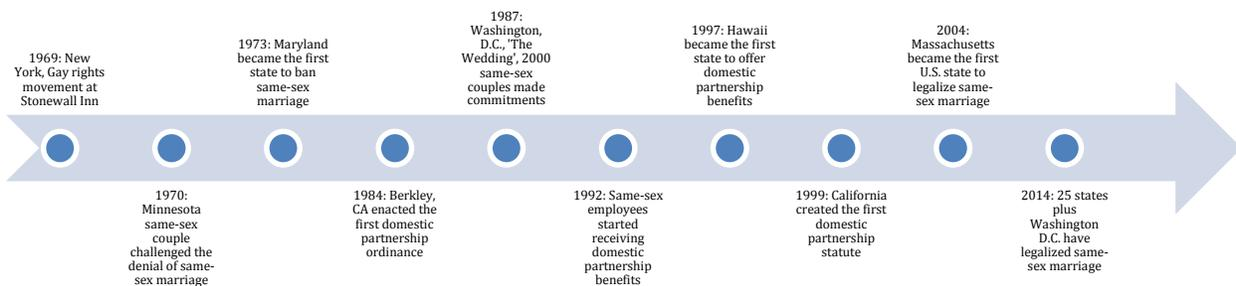 1969: New
York, Gay rights
movement at
Stonewall Inn
1970:
Minnesota
same-sex
couple
challenged the
denial of same-
sex marriage
1973: Maryland
became the first
state to ban
same-sex
marriage
1984: Berkley,
CA enacted the
first domestic
partnership
ordinance
1987:
Washington,
D.C., 'The
Wedding', 2000
same-sex
couples made
commitments
1992: Same-sex
employees
started
receiving
domestic
partnership
benefits
1997: Hawaii
became the first
state to offer
domestic
partnership
benefits
1999: California
created the first
domestic
partnership
statute
2004:
Massachusetts
became the first
U.S. state to
legalize same-
sex marriage
2014: 25 states
plus
Washington
D.C. have
legalized same-
sex marriage